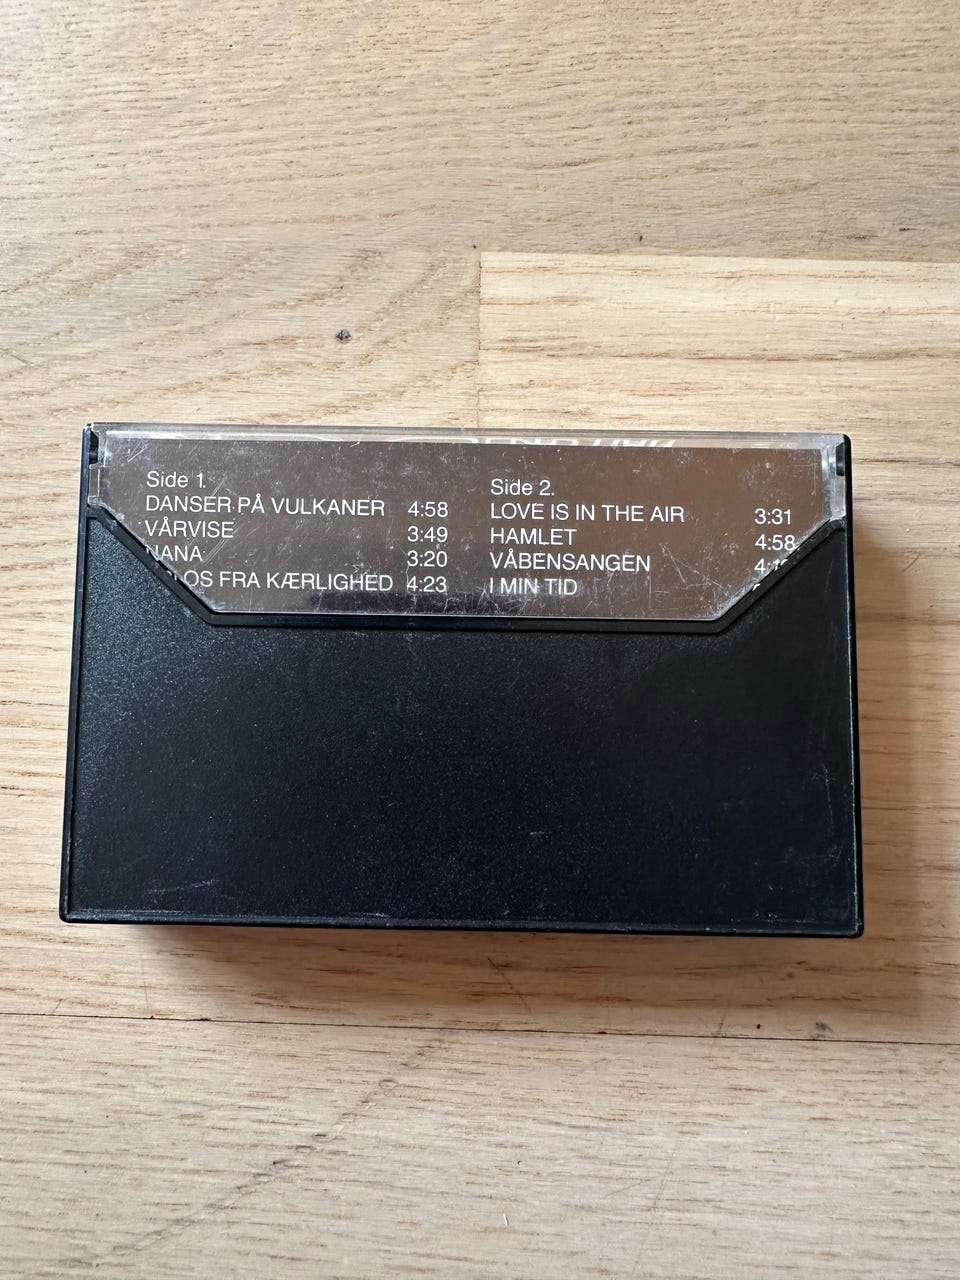 Side 1.
DANSER PÅ VULKANER 4:58
VÅRVISE 3:49
3:20
FRA KÆRLIGHED 4:23
Side 2.
LOVE IS IN THE AIR 3:31
HAMLET 4:58
VÅBENSANGEN
I MIN TID